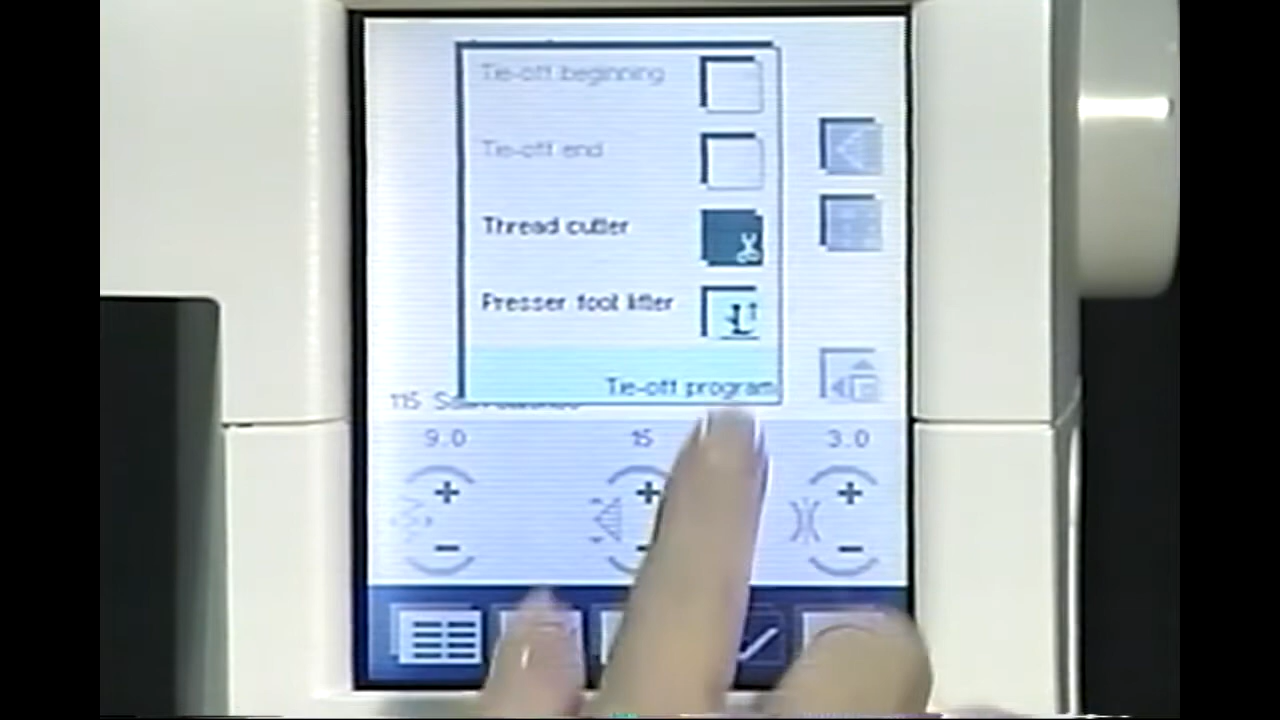 Tie-off beginning
Tie-off end
Thread cutter
Presser foot lifter
Tie-off program
115
9.0 15 3.0
+ + +
- - -